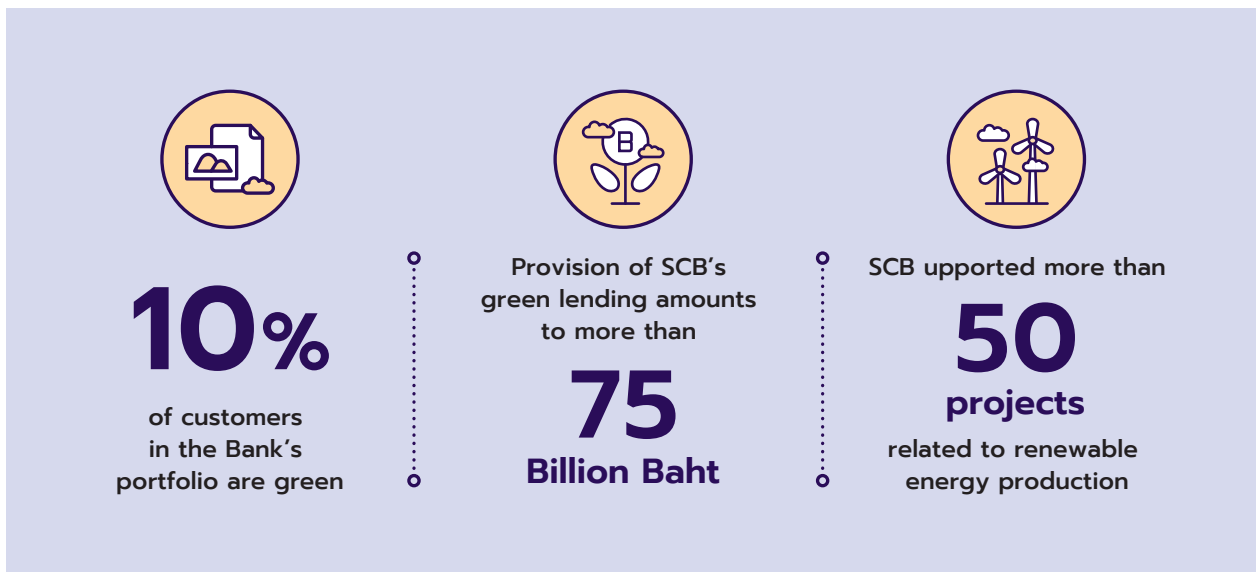 10%
of customers
in the Bank's
portfolio are green
Provision of SCB's
green lending amounts
to more than
75
Billion Baht
SCB upported more than
50
projects
related to renewable
energy production